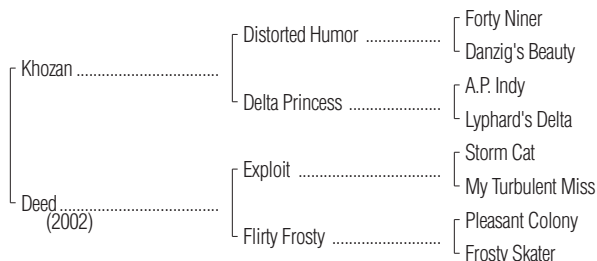 Forty Niner
Distorted Humor ..................
Danzig's Beauty
Khozan ..................................
A.P. Indy
Delta Princess ......................
Lyphard's Delta
Storm Cat
Exploit ..................................
My Turbulent Miss
Deed ......................................
(2002)
Pleasant Colony
Flirty Frosty ..........................
Frosty Skater